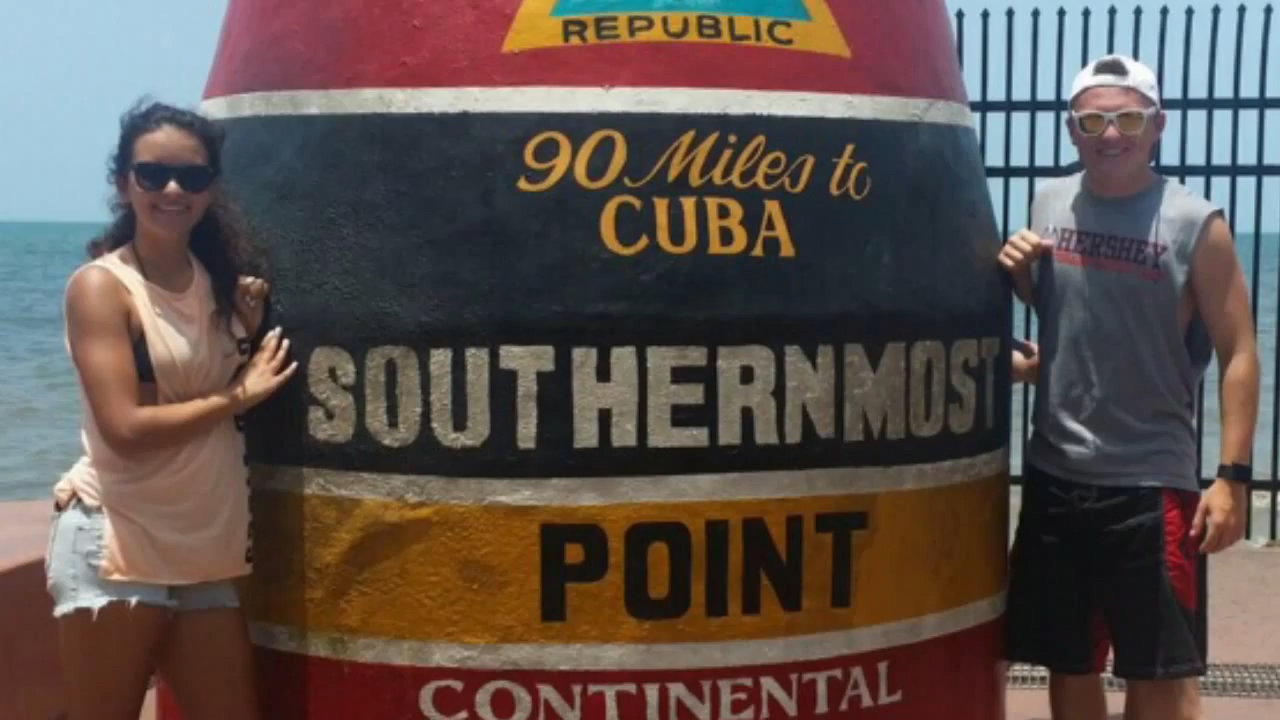 REPUBLIC
90 Miles to
CUBA
SOUTHERNMOST
POINT
CONTINENTAL
HERSHEY